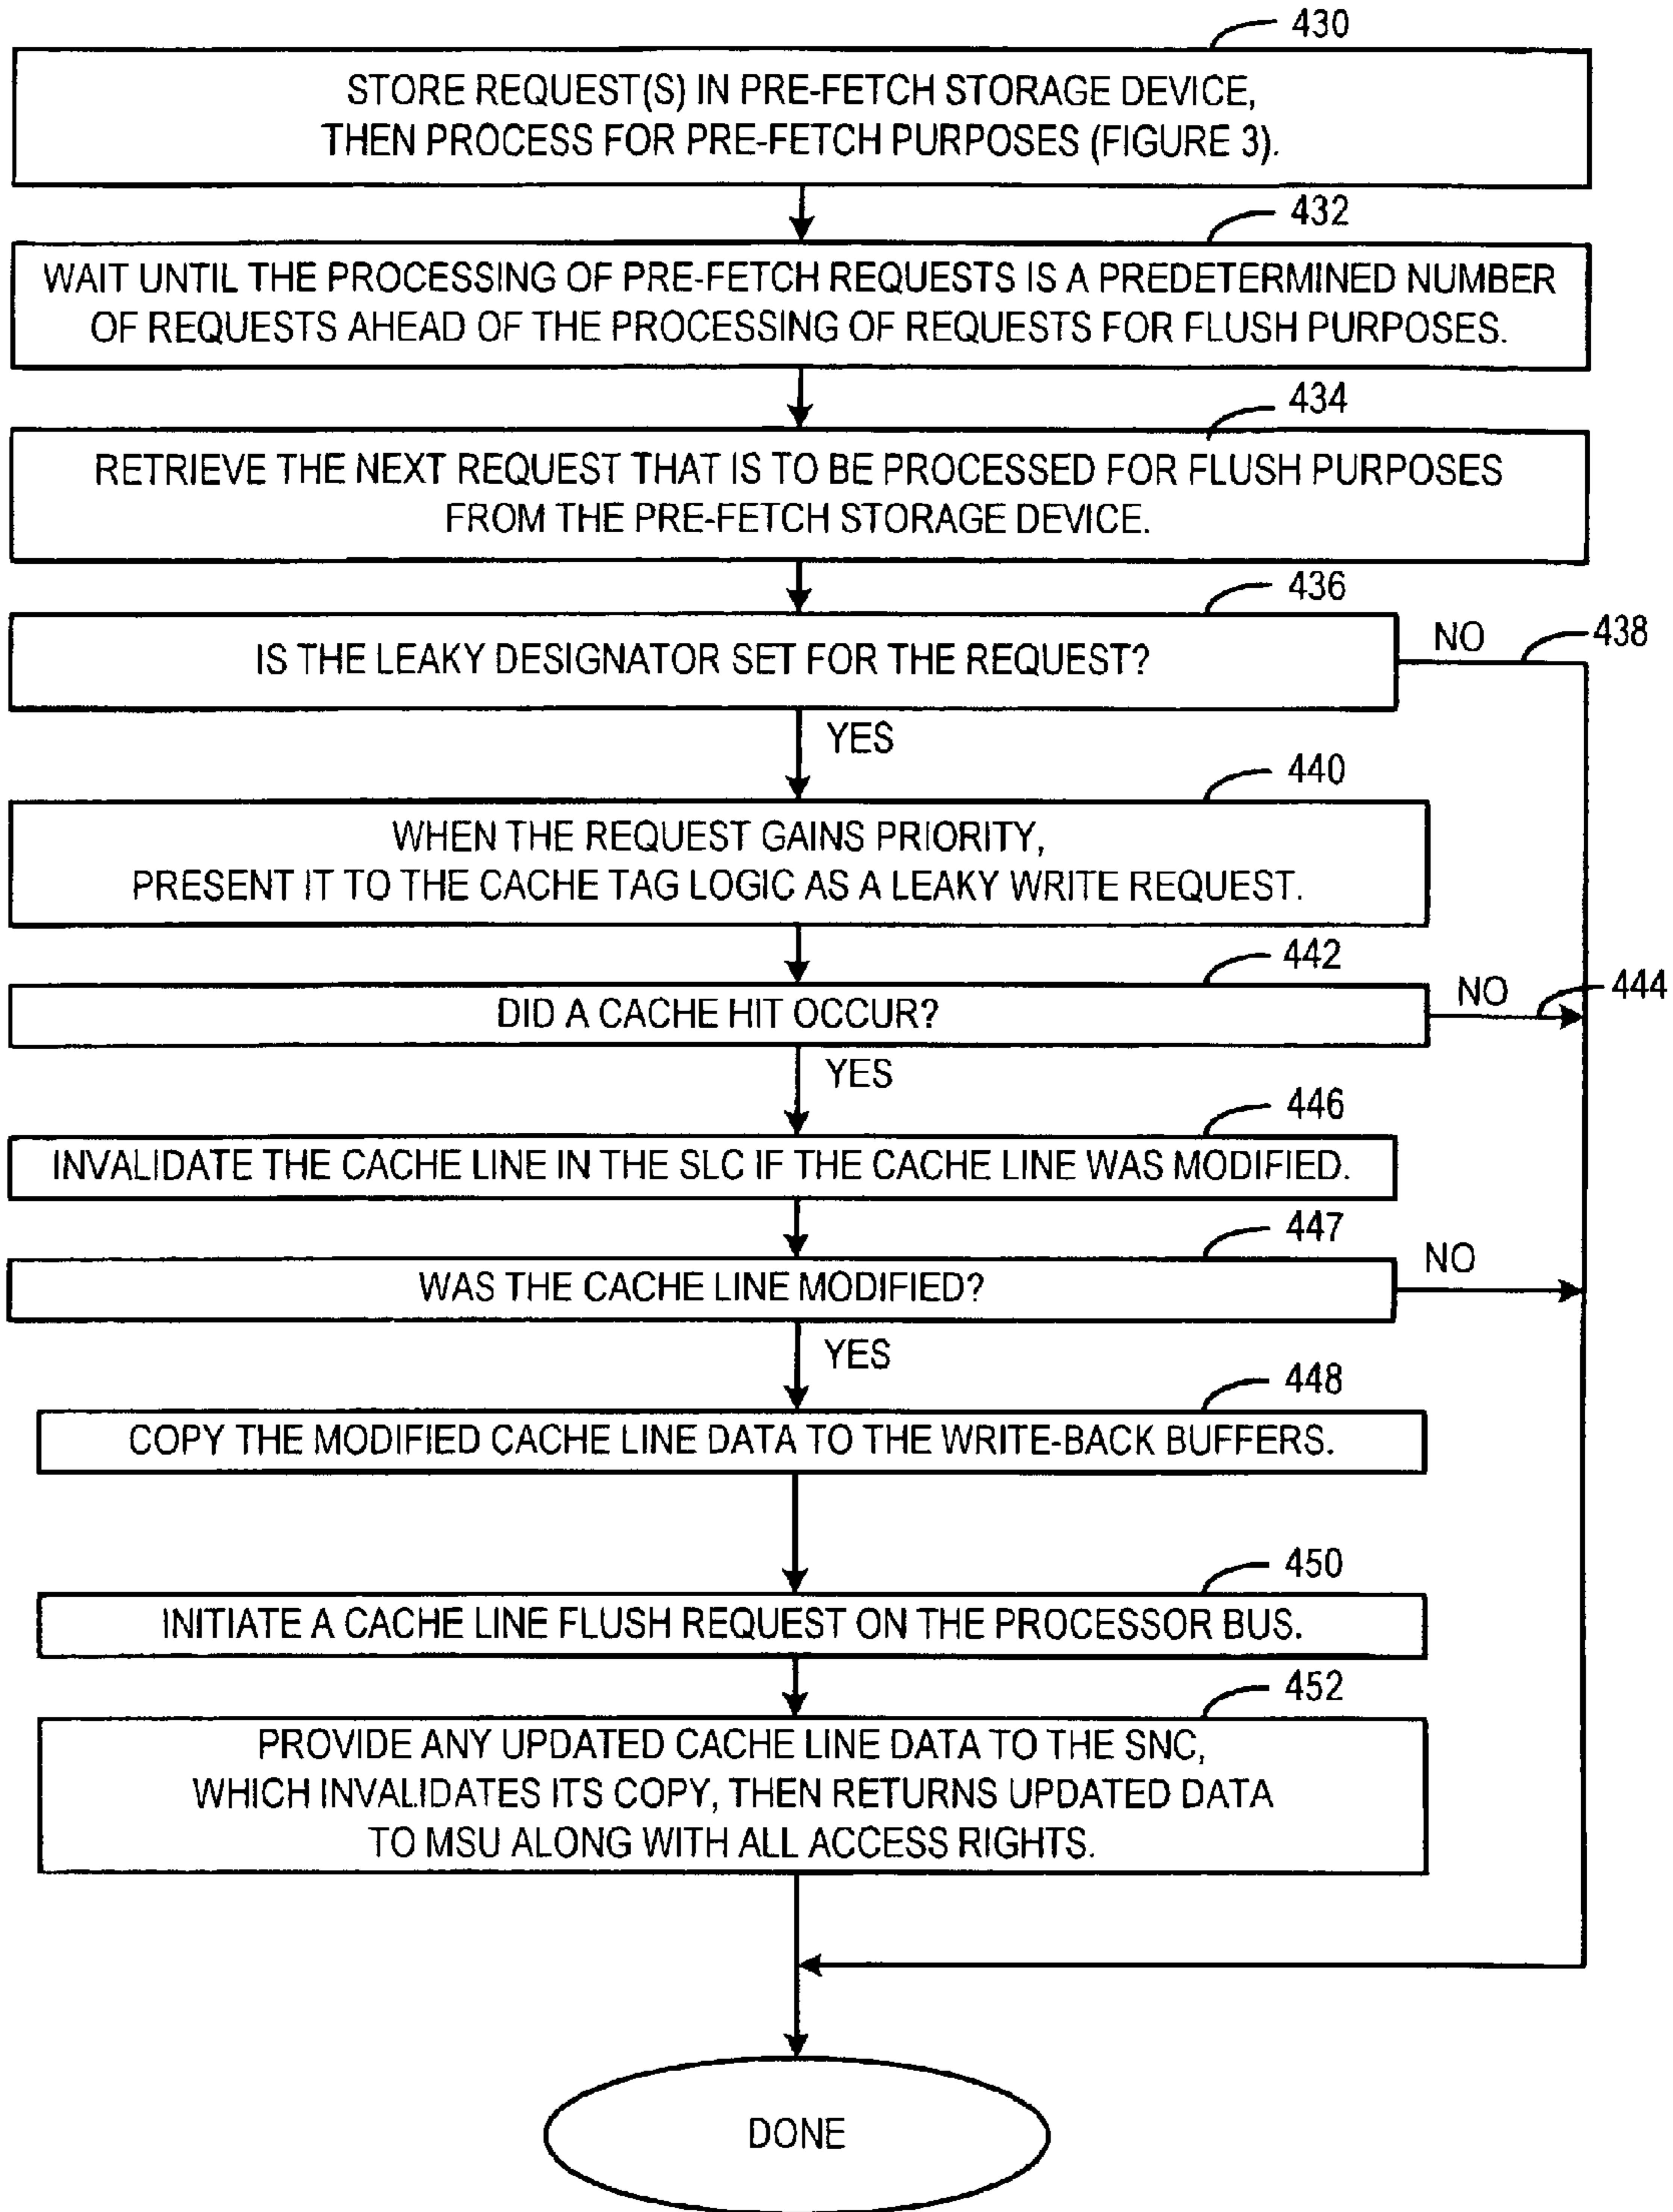 430
STORE REQUEST(S) IN PRE-FETCH STORAGE DEVICE,
THEN PROCESS FOR PRE-FETCH PURPOSES (FIGURE 3).
432
WAIT UNTIL THE PROCESSING OF PRE-FETCH REQUESTS IS A PREDETERMINED NUMBER
OF REQUESTS AHEAD OF THE PROCESSING OF REQUESTS FOR FLUSH PURPOSES.
434
RETRIEVE THE NEXT REQUEST THAT IS TO BE PROCESSED FOR FLUSH PURPOSES
FROM THE PRE-FETCH STORAGE DEVICE.
436
IS THE LEAKY DESIGNATOR SET FOR THE REQUEST?
NO
438
YES
440
WHEN THE REQUEST GAINS PRIORITY,
PRESENT IT TO THE CACHE TAG LOGIC AS A LEAKY WRITE REQUEST.
442
DID A CACHE HIT OCCUR?
NO
444
YES
446
INVALIDATE THE CACHE LINE IN THE SLC IF THE CACHE LINE WAS MODIFIED.
447
WAS THE CACHE LINE MODIFIED?
NO
YES
448
COPY THE MODIFIED CACHE LINE DATA TO THE WRITE-BACK BUFFERS.
450
INITIATE A CACHE LINE FLUSH REQUEST ON THE PROCESSOR BUS.
452
PROVIDE ANY UPDATED CACHE LINE DATA TO THE SNC,
WHICH INVALIDATES ITS COPY, THEN RETURNS UPDATED DATA
TO MSU ALONG WITH ALL ACCESS RIGHTS.
DONE